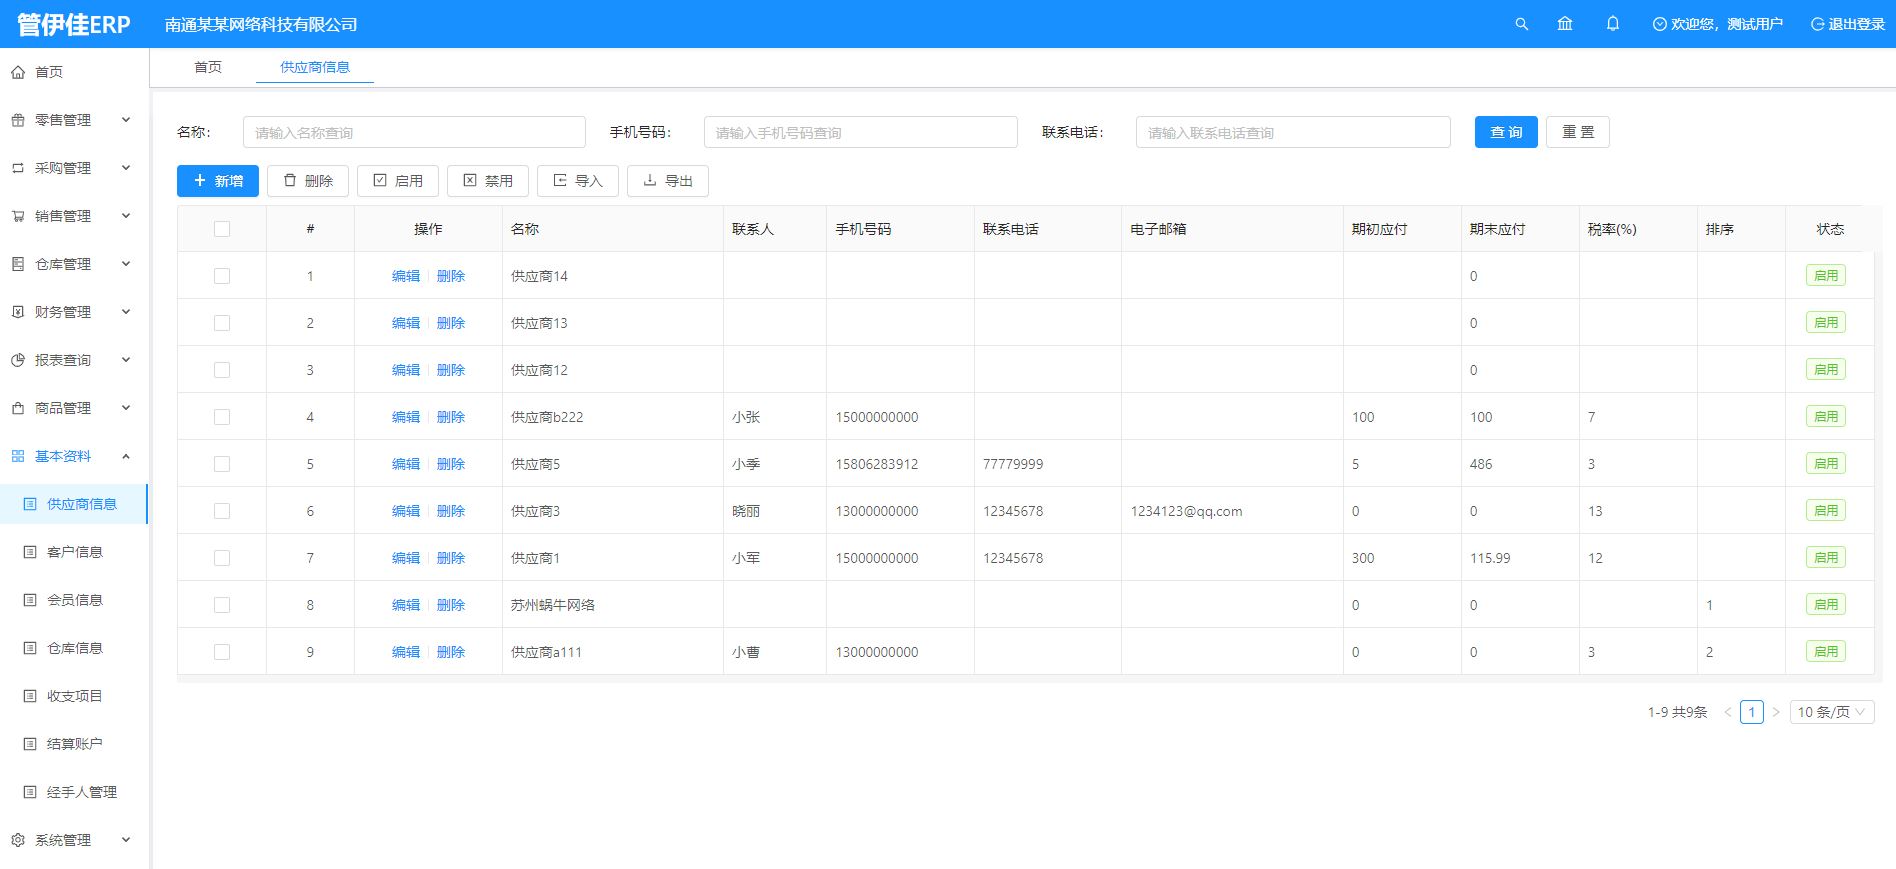 管伊佳ERP 南通某某网络科技有限公司 欢迎您，测试用户 退出登录
首页 供应商信息
首页
零售管理
采购管理
销售管理
仓库管理
财务管理
报表查询
商品管理
基本资料
供应商信息
客户信息
会员信息
仓库信息
收支项目
结算账户
经手人管理
系统管理
名称： 请输入名称查询 手机号码： 请输入手机号码查询 联系电话： 请输入联系电话查询 查询 重置
新增 删除 启用 禁用 导入 导出
# 操作 名称 联系人 手机号码 联系电话 电子邮箱 期初应付 期末应付 税率(%) 排序 状态
1 编辑 删除 供应商14 0 启用
2 编辑 删除 供应商13 0 启用
3 编辑 删除 供应商12 0 启用
4 编辑 删除 供应商b222 小张 15000000000 100 100 7 启用
5 编辑 删除 供应商5 小季 15806283912 77779999 5 486 3 启用
6 编辑 删除 供应商3 晓丽 13000000000 12345678 1234123@qq.com 0 0 13 启用
7 编辑 删除 供应商1 小军 15000000000 12345678 300 115.99 12 启用
8 编辑 删除 苏州蜗牛网络 0 0 1 启用
9 编辑 删除 供应商a111 小曹 13000000000 0 0 3 2 启用
1-9 共9条 < 1 > 10 条/页